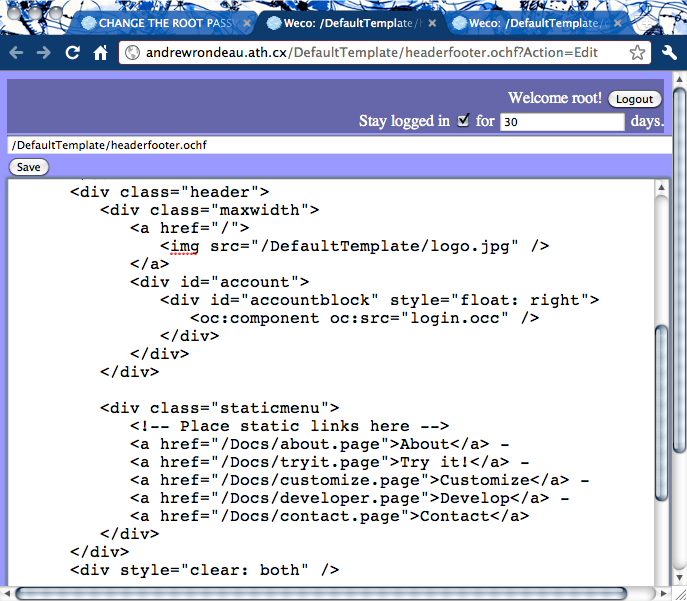 CHANGE THE ROOT PASSW
Weco: /DefaultTemplate/h
Weco: /DefaultTemplate/c
andrewrondeau.ath.cx/DefaultTemplate/headerfooter.ochf?Action=Edit
Welcome root! Logout
Stay logged in for 30 days.
/DefaultTemplate/headerfooter.ochf
Save
<div class="header">
<div class="maxwidth">
<a href="/">
<img src="/DefaultTemplate/logo.jpg" />
</a>
<div id="account">
<div id="accountblock" style="float: right">
<oc:component oc:src="login.occ" />
</div>
</div>
</div>
<div class="staticmenu">
<!-- Place static links here -->
<a href="/Docs/about.page">About</a> -
<a href="/Docs/tryit.page">Try it!</a> -
<a href="/Docs/customize.page">Customize</a> -
<a href="/Docs/developer.page">Develop</a> -
<a href="/Docs/contact.page">Contact</a>
</div>
</div>
<div style="clear: both" />